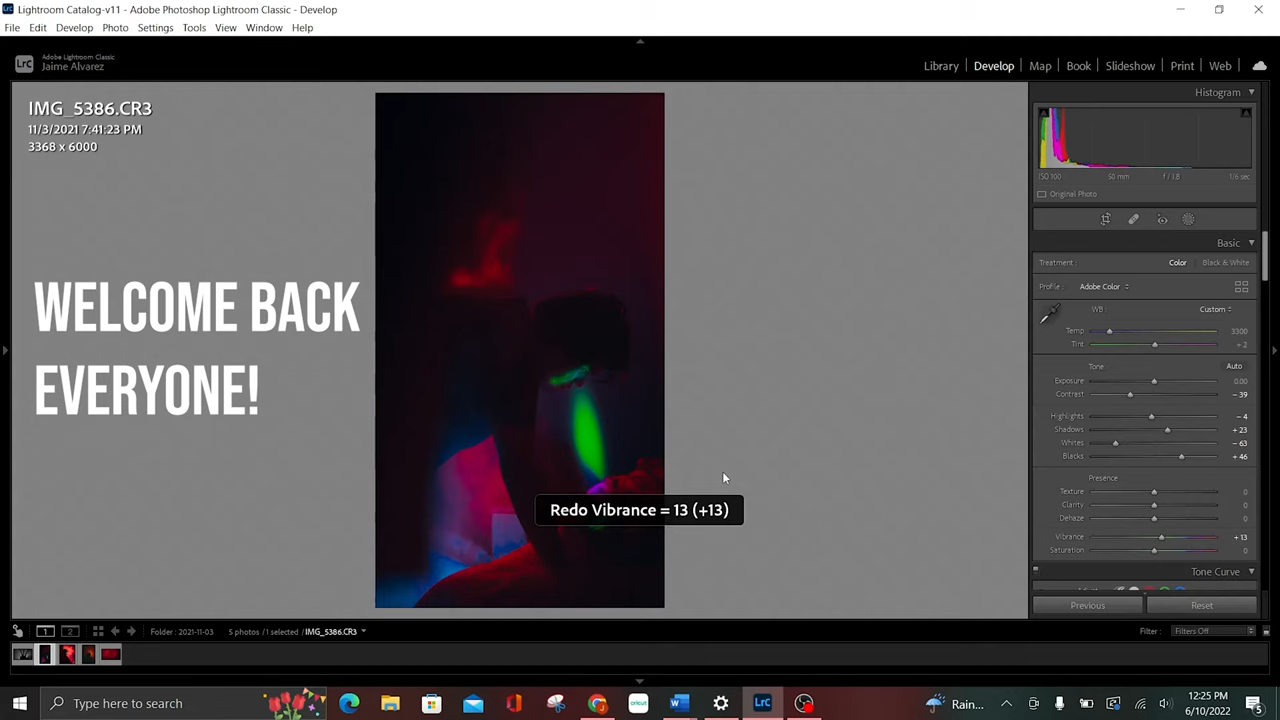 Lightroom Catalog-v11 - Adobe Photoshop Lightroom Classic - Develop
File Edit Develop Photo Settings Tools View Window Help
Adobe Lightroom Classic
LrC Jaime Alvarez
Library | Develop | Map | Book | Slideshow | Print | Web
IMG_5386.CR3
11/3/2021 7:41:23 PM
3368 x 6000
WELCOME BACK
EVERYONE!
Redo Vibrance = 13 (+13)
Histogram
ISO 100 50 mm f / 1.8 1/6 sec
Original Photo
Basic
Treatment : Color | Black & White
Profile : Adobe Color
WB : Custom
Temp 3300
Tint + 2
Tone Auto
Exposure 0.00
Contrast – 39
Highlights – 4
Shadows + 23
Whites – 63
Blacks + 46
Presence
Texture 0
Clarity 0
Dehaze 0
Vibrance + 13
Saturation 0
Tone Curve
Previous Reset
1 2 Folder : 2021-11-03 5 photos / 1 selected / IMG_5386.CR3 Filter : Filters Off
Type here to search
cricut
LrC
Rain...
12:25 PM
6/10/2022
5